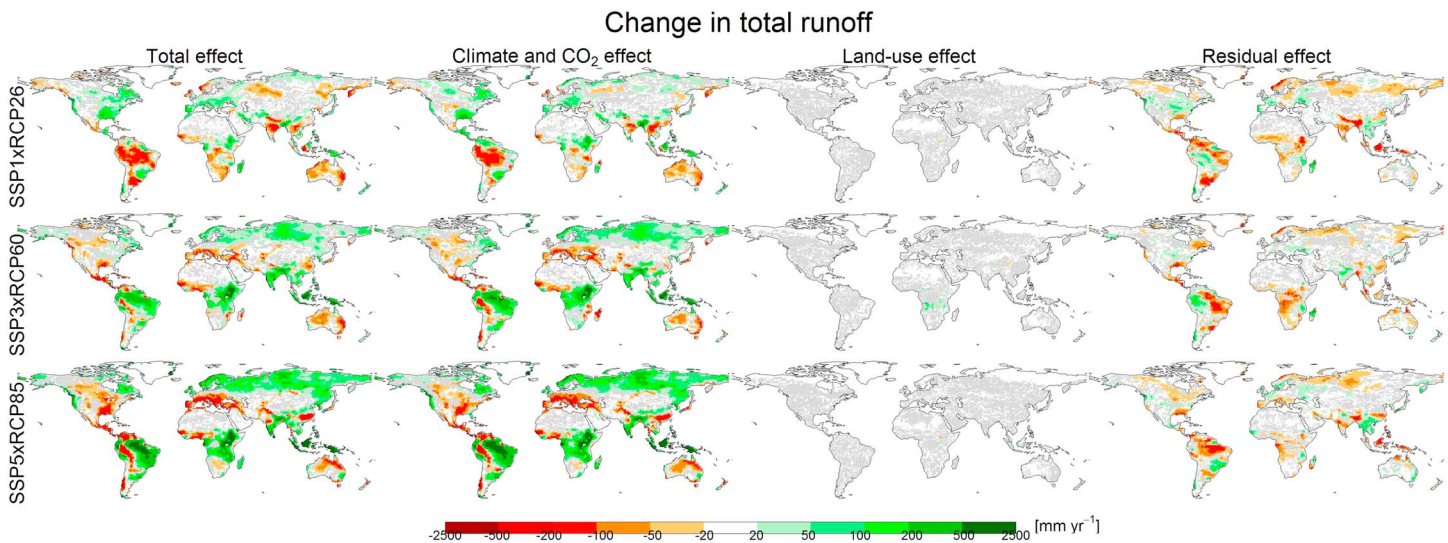 Change in total runoff
Total effect
Climate and CO₂ effect
Land-use effect
Residual effect
SSP1xRCP26
SSP3xRCP60
SSP5xRCP85
-2500 -500 -200 -100 -50 -20 20 50 100 200 500 2500 [mm yr⁻¹]